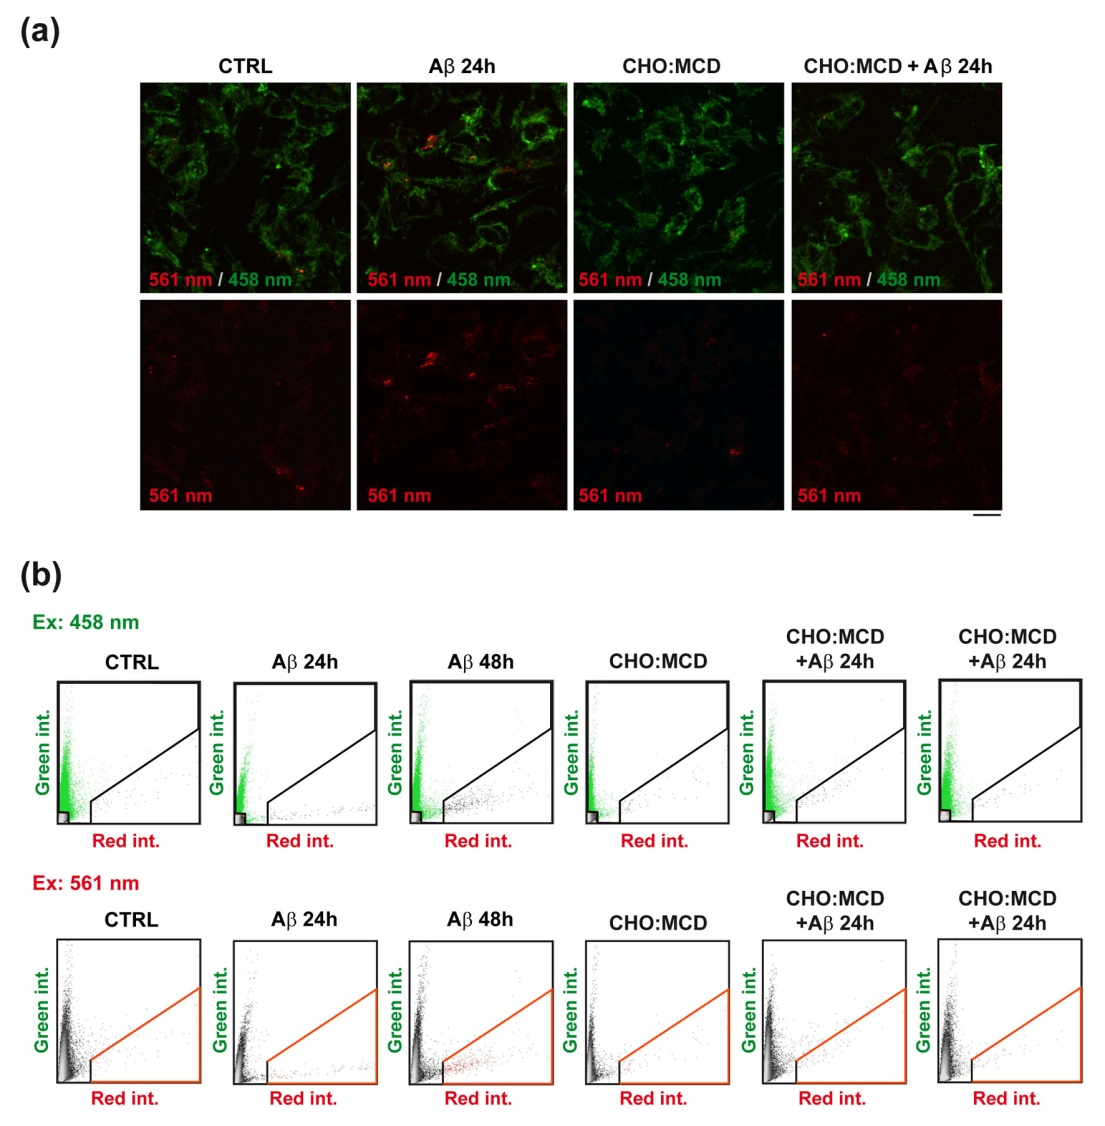 (a)
CTRL
Aβ 24h
CHO:MCD
CHO:MCD + Aβ 24h
561 nm / 458 nm
561 nm / 458 nm
561 nm / 458 nm
561 nm / 458 nm
561 nm
561 nm
561 nm
561 nm
(b)
Ex: 458 nm
CTRL
Aβ 24h
Aβ 48h
CHO:MCD
CHO:MCD
+Aβ 24h
CHO:MCD
+Aβ 24h
Green int.
Green int.
Green int.
Green int.
Green int.
Green int.
Red int.
Red int.
Red int.
Red int.
Red int.
Red int.
Ex: 561 nm
CTRL
Aβ 24h
Aβ 48h
CHO:MCD
CHO:MCD
+Aβ 24h
CHO:MCD
+Aβ 24h
Green int.
Green int.
Green int.
Green int.
Green int.
Green int.
Red int.
Red int.
Red int.
Red int.
Red int.
Red int.